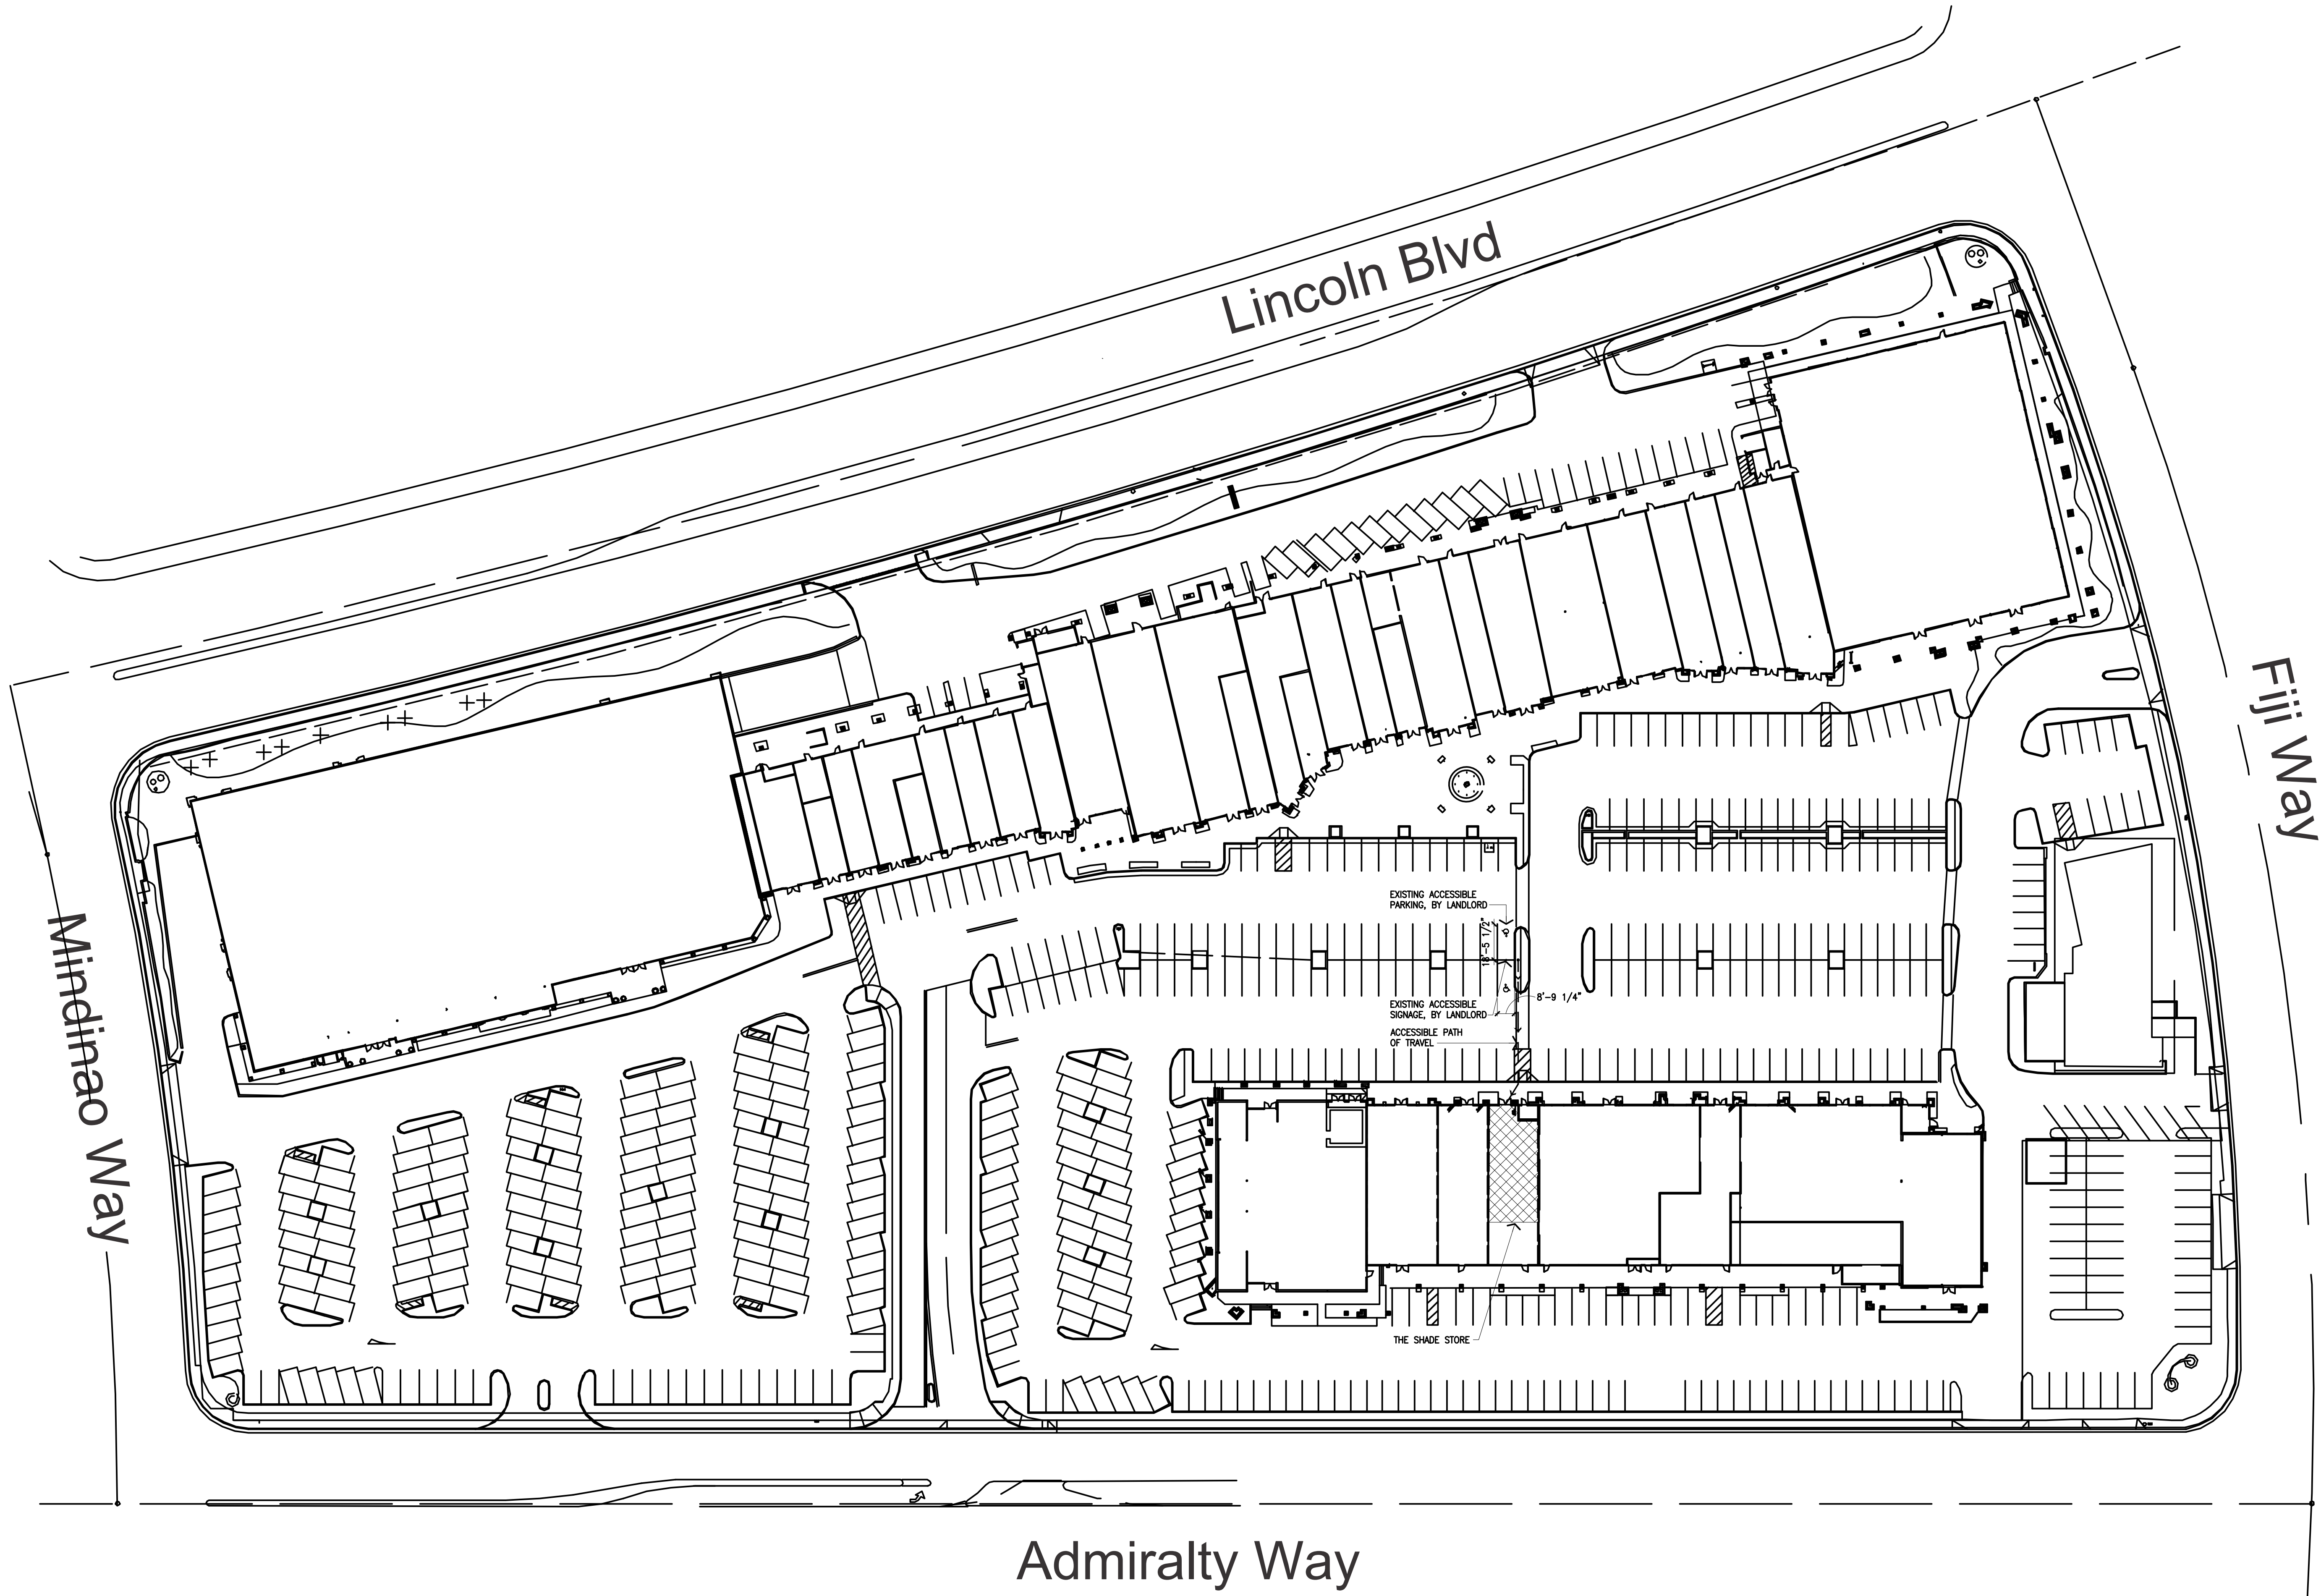 Lincoln Blvd
Fiji Way
Mindinao Way
EXISTING ACCESSIBLE
PARKING, BY LANDLORD
18'-5 1/2"
EXISTING ACCESSIBLE
SIGNAGE, BY LANDLORD
8'-9 1/4"
ACCESSIBLE PATH
OF TRAVEL
THE SHADE STORE
Admiralty Way